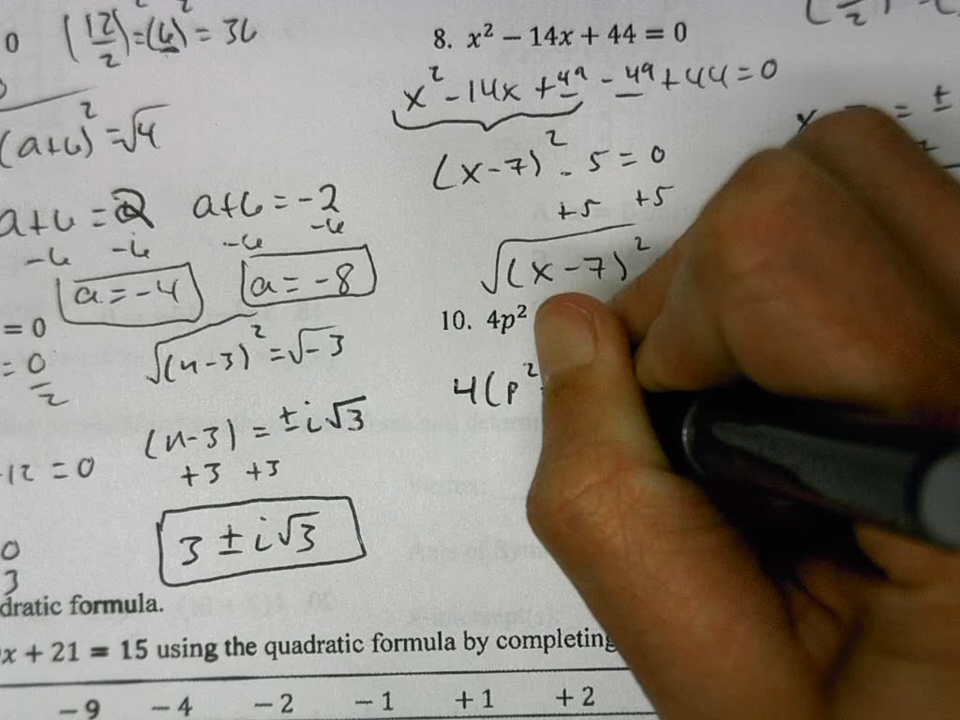 0 (12/2)² = (6)² = 36
(a+6)² = √4
a+6 = 2 a+6 = -2
-6 -6 -6 -6
a = -4 a = -8
= 0
= 0/2 √(n-3)² = √-3
(n-3) = ± i√3
-12 = 0 +3 +3
3 ± i√3
0
3
8. x² − 14x + 44 = 0
x² - 14x + 49 - 49 + 44 = 0
(x-7)² - 5 = 0
+5 +5
√(x-7)²
x = ±
10. 4p²
4(p²
dratic formula.
x + 21 = 15 using the quadratic formula by completing
−9 −4 −2 −1 +1 +2